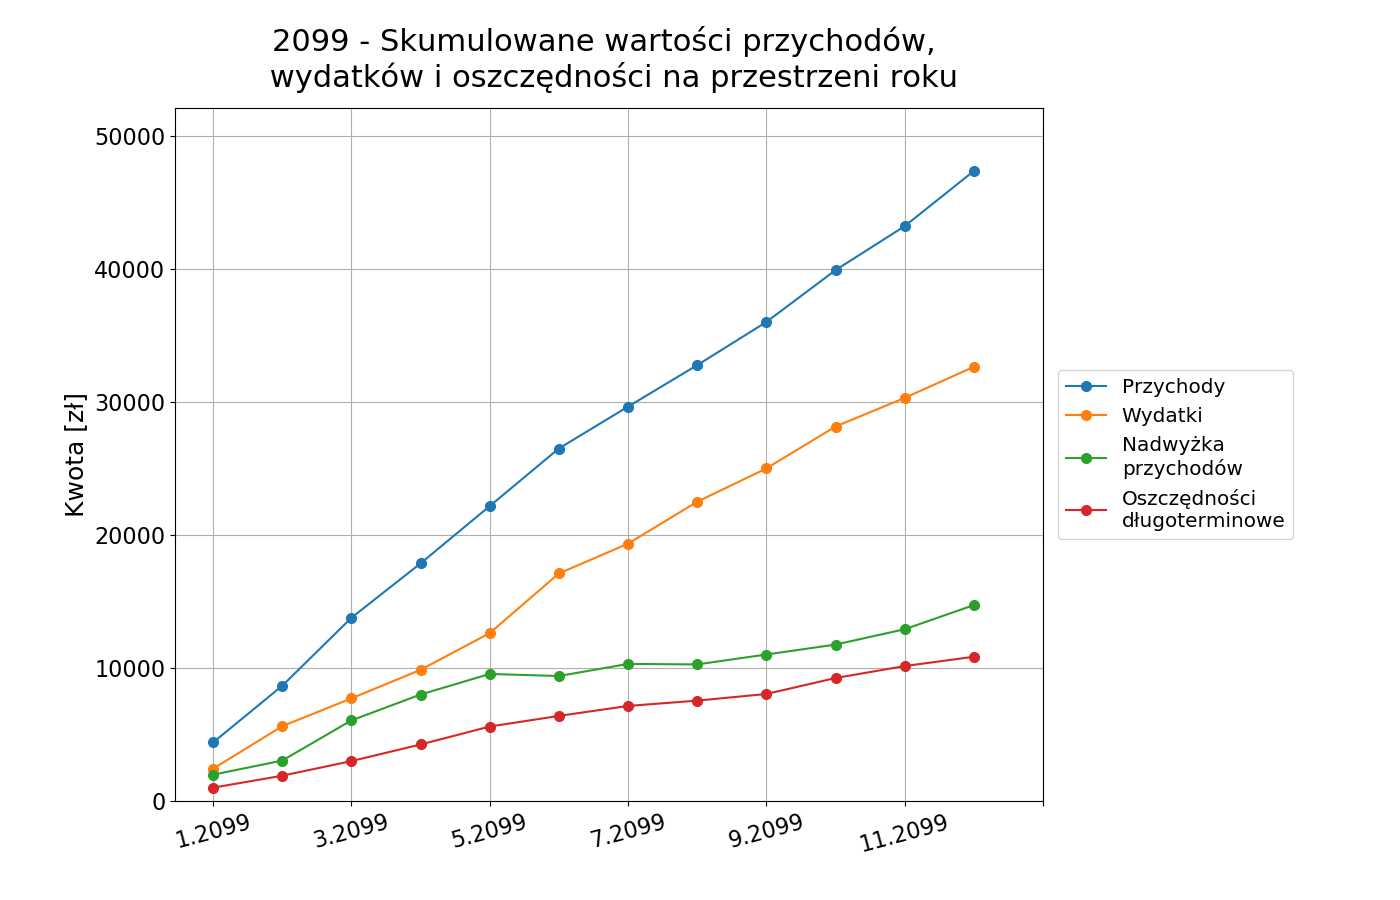 2099 - Skumulowane wartości przychodów,
wydatków i oszczędności na przestrzeni roku
Kwota [zł]
50000
40000
30000
20000
10000
0
1.2099
3.2099
5.2099
7.2099
9.2099
11.2099
Przychody
Wydatki
Nadwyżka
przychodów
Oszczędności
długoterminowe